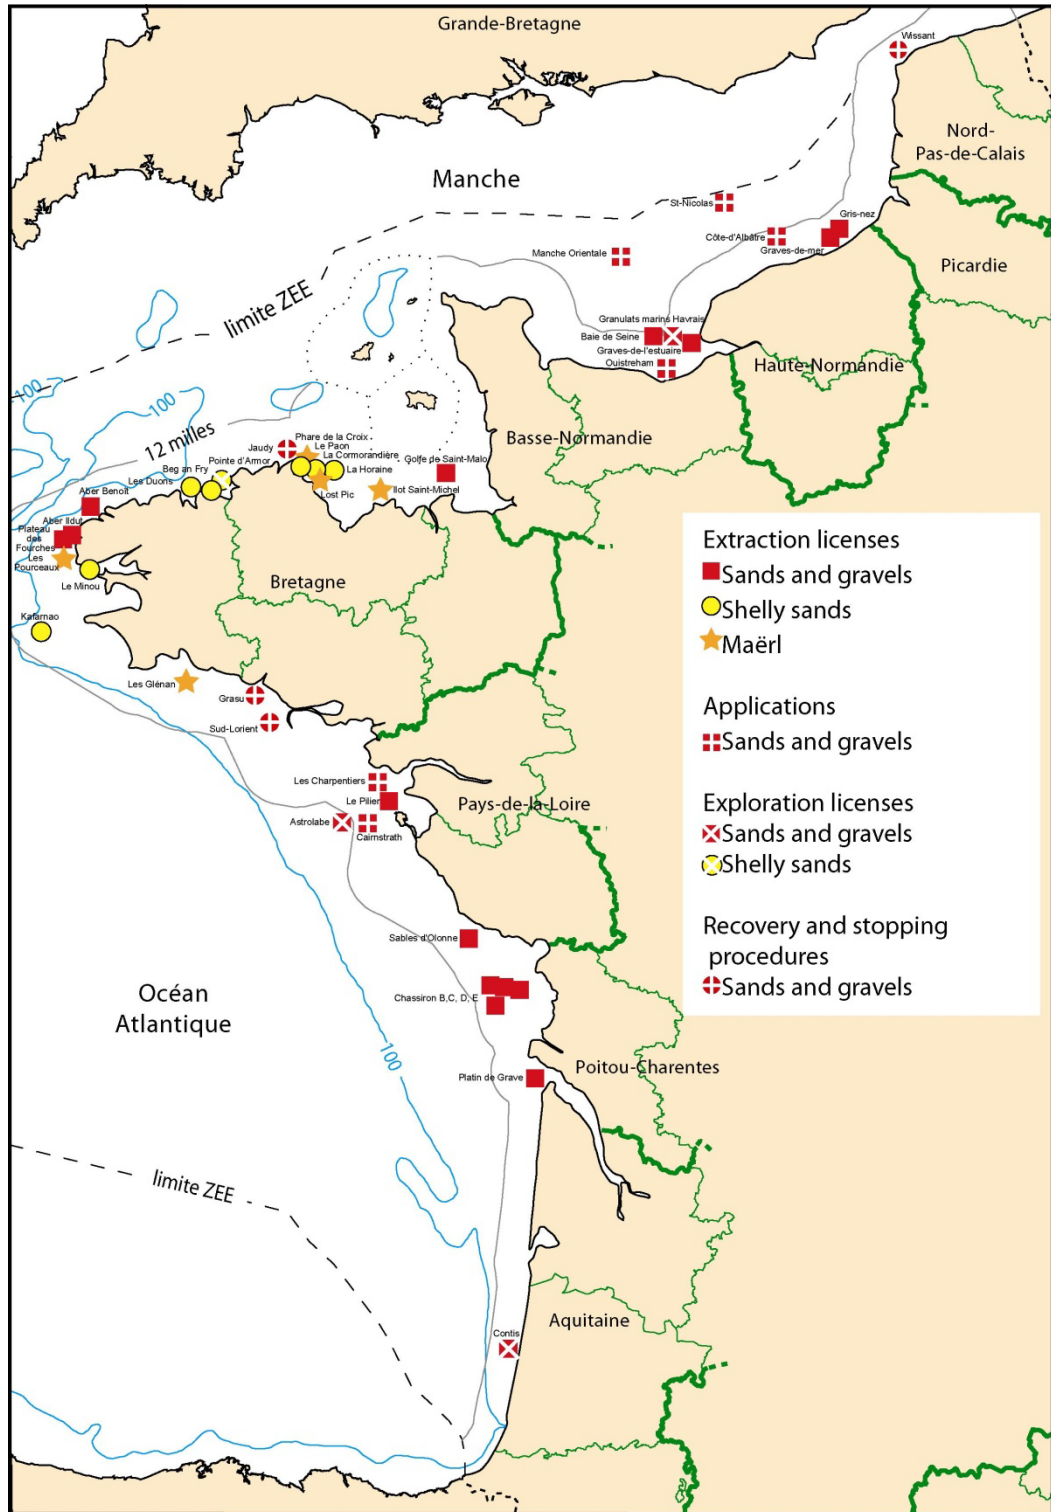 Grande-Bretagne
Wissant
Nord-
Pas-de-Calais
Manche
St-Nicolas
Gris-nez
Côte-d'Albâtre
Graves-de-mer
Manche Orientale
Picardie
limite ZEE
Granulats marins Havrais
Baie de Seine
Graves-de-l'estuaire
Ouistreham
Haute-Normandie
100
100
12 milles
Basse-Normandie
Phare de la Croix
Le Paon
Jaudy
La Cormorandière
Pointe d'Armor
Golfe de Saint-Malo
Beg an Fry
La Horaine
Les Duons
Lost Pic
Ilot Saint-Michel
Aber Benoit
Aber Ildut
Plateau
des
Fourches
Les
Pourceaux
Le Minou
Bretagne
Kafarnao
Les Glénan
Grasu
Sud-Lorient
Les Charpentiers
Le Pilier
Astrolabe
Cairnstrath
Pays-de-la-Loire
Extraction licenses
Sands and gravels
Shelly sands
Maërl
Applications
Sands and gravels
Exploration licenses
Sands and gravels
Shelly sands
Recovery and stopping
procedures
Sands and gravels
Sables d'Olonne
Chassiron B,C, D, E
Océan
Atlantique
100
Platin de Grave
Poitou-Charentes
limite ZEE
Aquitaine
Contis